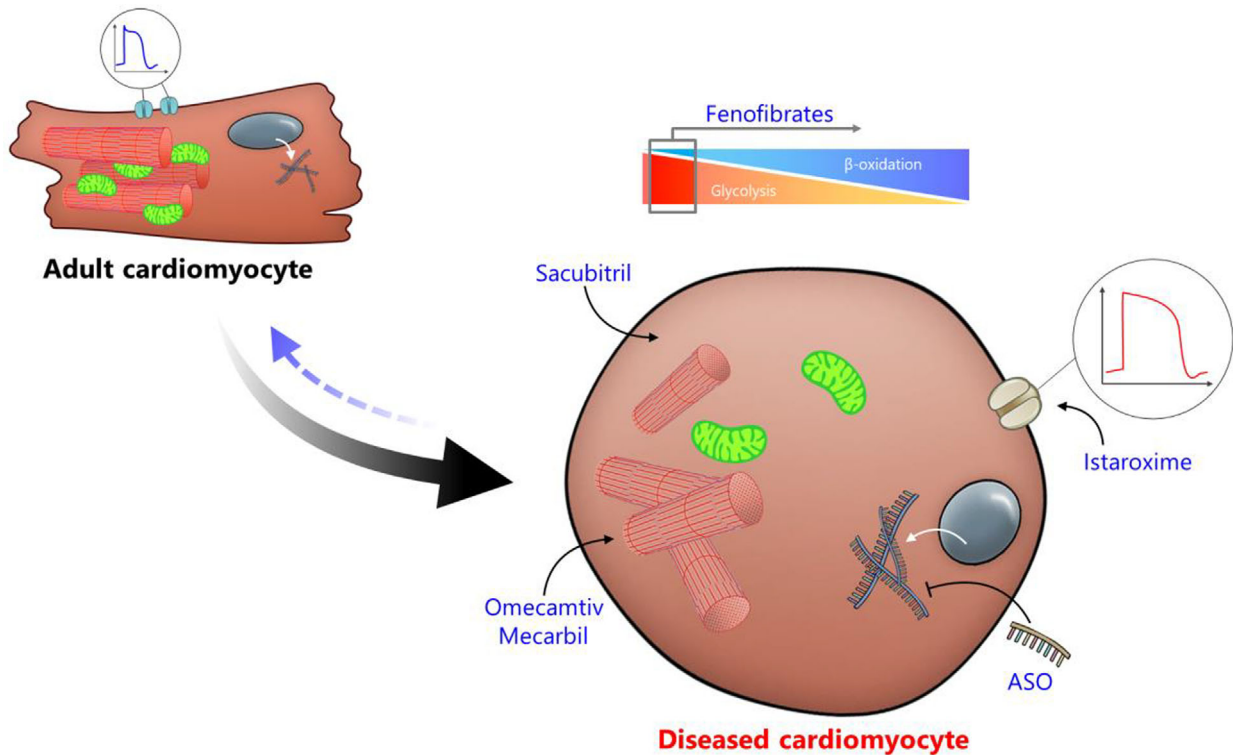 Fenofibrates
β-oxidation
Glycolysis
Adult cardiomyocyte
Sacubitril
Istaroxime
Omecamtiv
Mecarbil
ASO
Diseased cardiomyocyte